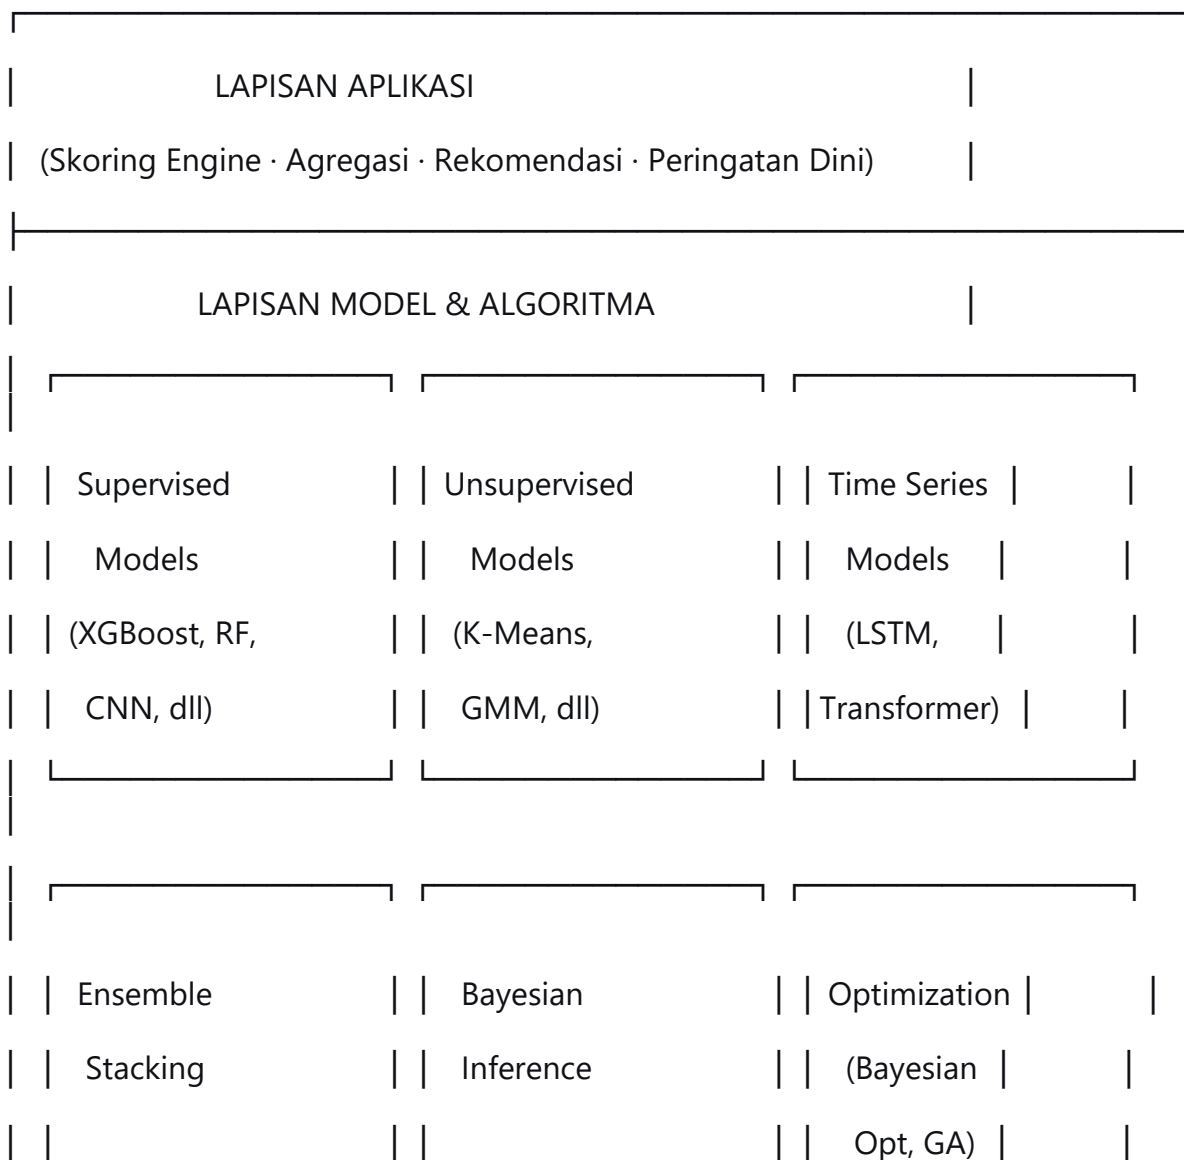 LAPISAN APLIKASI
(Skoring Engine · Agregasi · Rekomendasi · Peringatan Dini)
LAPISAN MODEL & ALGORITMA
Supervised Unsupervised Time Series
Models Models Models
(XGBoost, RF, (K-Means, (LSTM,
CNN, dll) GMM, dll) Transformer)
Ensemble Bayesian Optimization
Stacking Inference (Bayesian
Opt, GA)